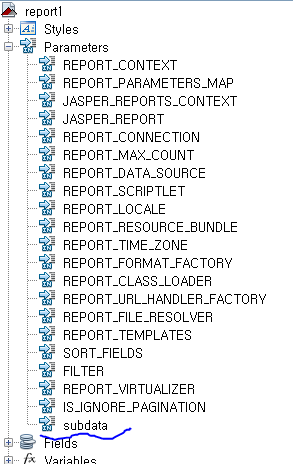 report1
Styles
Parameters
REPORT_CONTEXT
REPORT_PARAMETERS_MAP
JASPER_REPORTS_CONTEXT
JASPER_REPORT
REPORT_CONNECTION
REPORT_MAX_COUNT
REPORT_DATA_SOURCE
REPORT_SCRIPTLET
REPORT_LOCALE
REPORT_RESOURCE_BUNDLE
REPORT_TIME_ZONE
REPORT_FORMAT_FACTORY
REPORT_CLASS_LOADER
REPORT_URL_HANDLER_FACTORY
REPORT_FILE_RESOLVER
REPORT_TEMPLATES
SORT_FIELDS
FILTER
REPORT_VIRTUALIZER
IS_IGNORE_PAGINATION
subdata
Fields
fx Variables